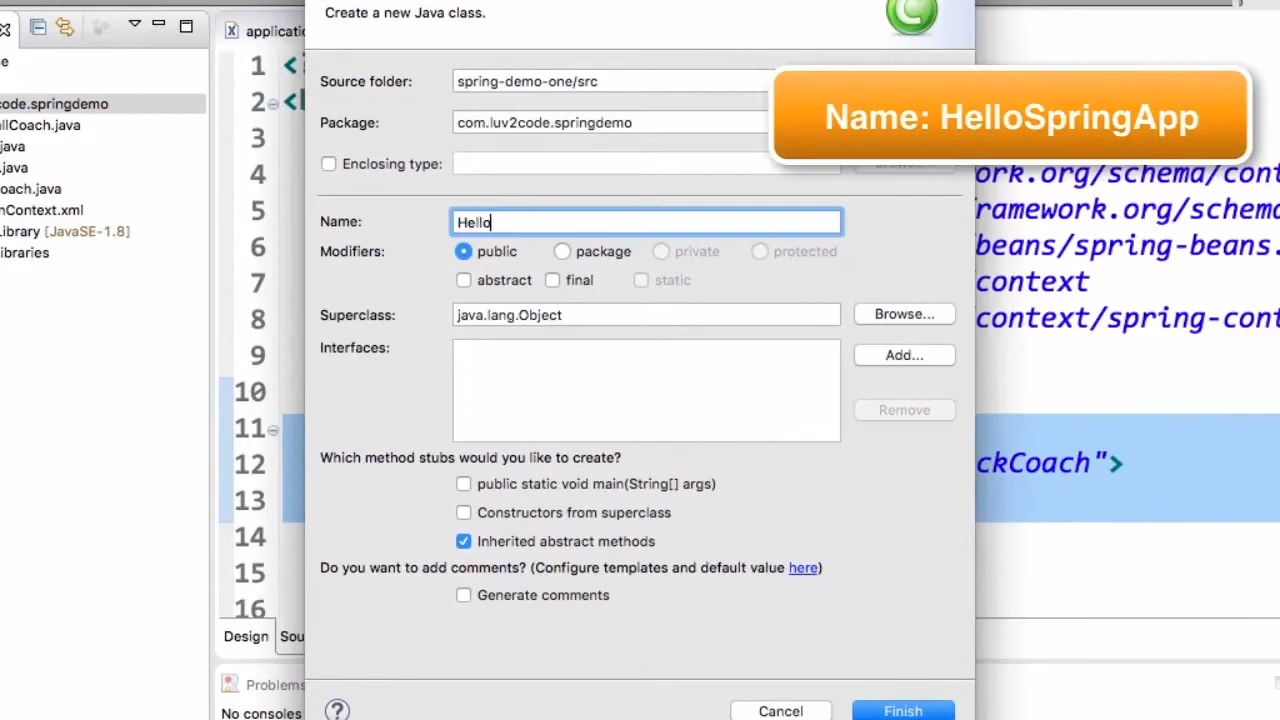 Create a new Java class.
applicatio
e
code.springdemo
allCoach.java
java
.java
oach.java
nContext.xml
Library [JavaSE-1.8]
ibraries
1 <
2 <
3
4
5
6
7
8
9
10
11
12
13
14
15
16
Source folder: spring-demo-one/src
Package: com.luv2code.springdemo
Enclosing type:
Name: HelloSpringApp
Name: Hello
Modifiers: public package private protected
abstract final static
Superclass: java.lang.Object Browse...
Interfaces: Add...
Remove
Which method stubs would you like to create?
public static void main(String[] args)
Constructors from superclass
Inherited abstract methods
Do you want to add comments? (Configure templates and default value here)
Generate comments
Cancel Finish
ork.org/schema/cont
ramework.org/schema
beans/spring-beans.
context
context/spring-cont
ckCoach">
Design Sou
Problems
No consoles